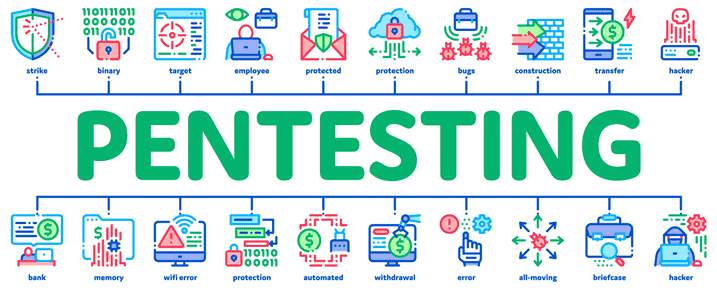 strike
binary
target
employee
protected
protection
bugs
construction
transfer
hacker
PENTESTING
bank
memory
wifi error
protection
automated
withdrawal
error
all-moving
briefcase
hacker